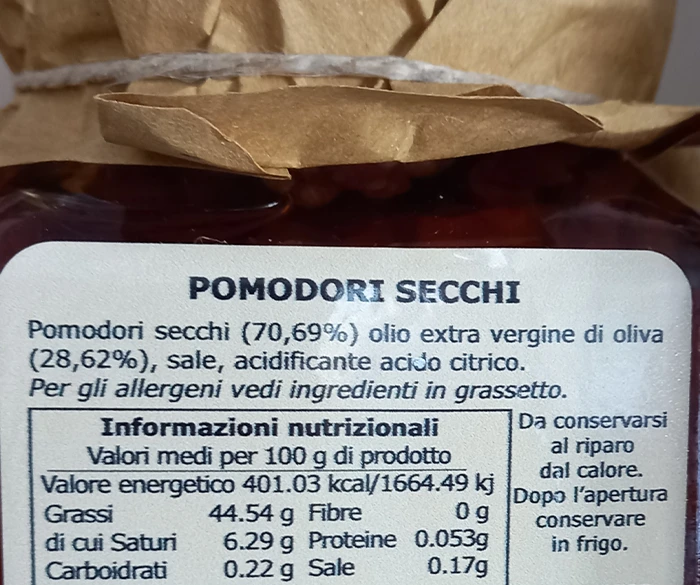 POMODORI SECCHI
Pomodori secchi (70,69%) olio extra vergine di oliva
(28,62%), sale, acidificante acido citrico.
Per gli allergeni vedi ingredienti in grassetto.
Informazioni nutrizionali
Valori medi per 100 g di prodotto
Valore energetico 401.03 kcal/1664.49 kj
Grassi 44.54 g Fibre 0 g
di cui Saturi 6.29 g Proteine 0.053g
Carboidrati 0.22 g Sale 0.17g
Da conservarsi
al riparo
dal calore.
Dopo l'apertura
conservare
in frigo.